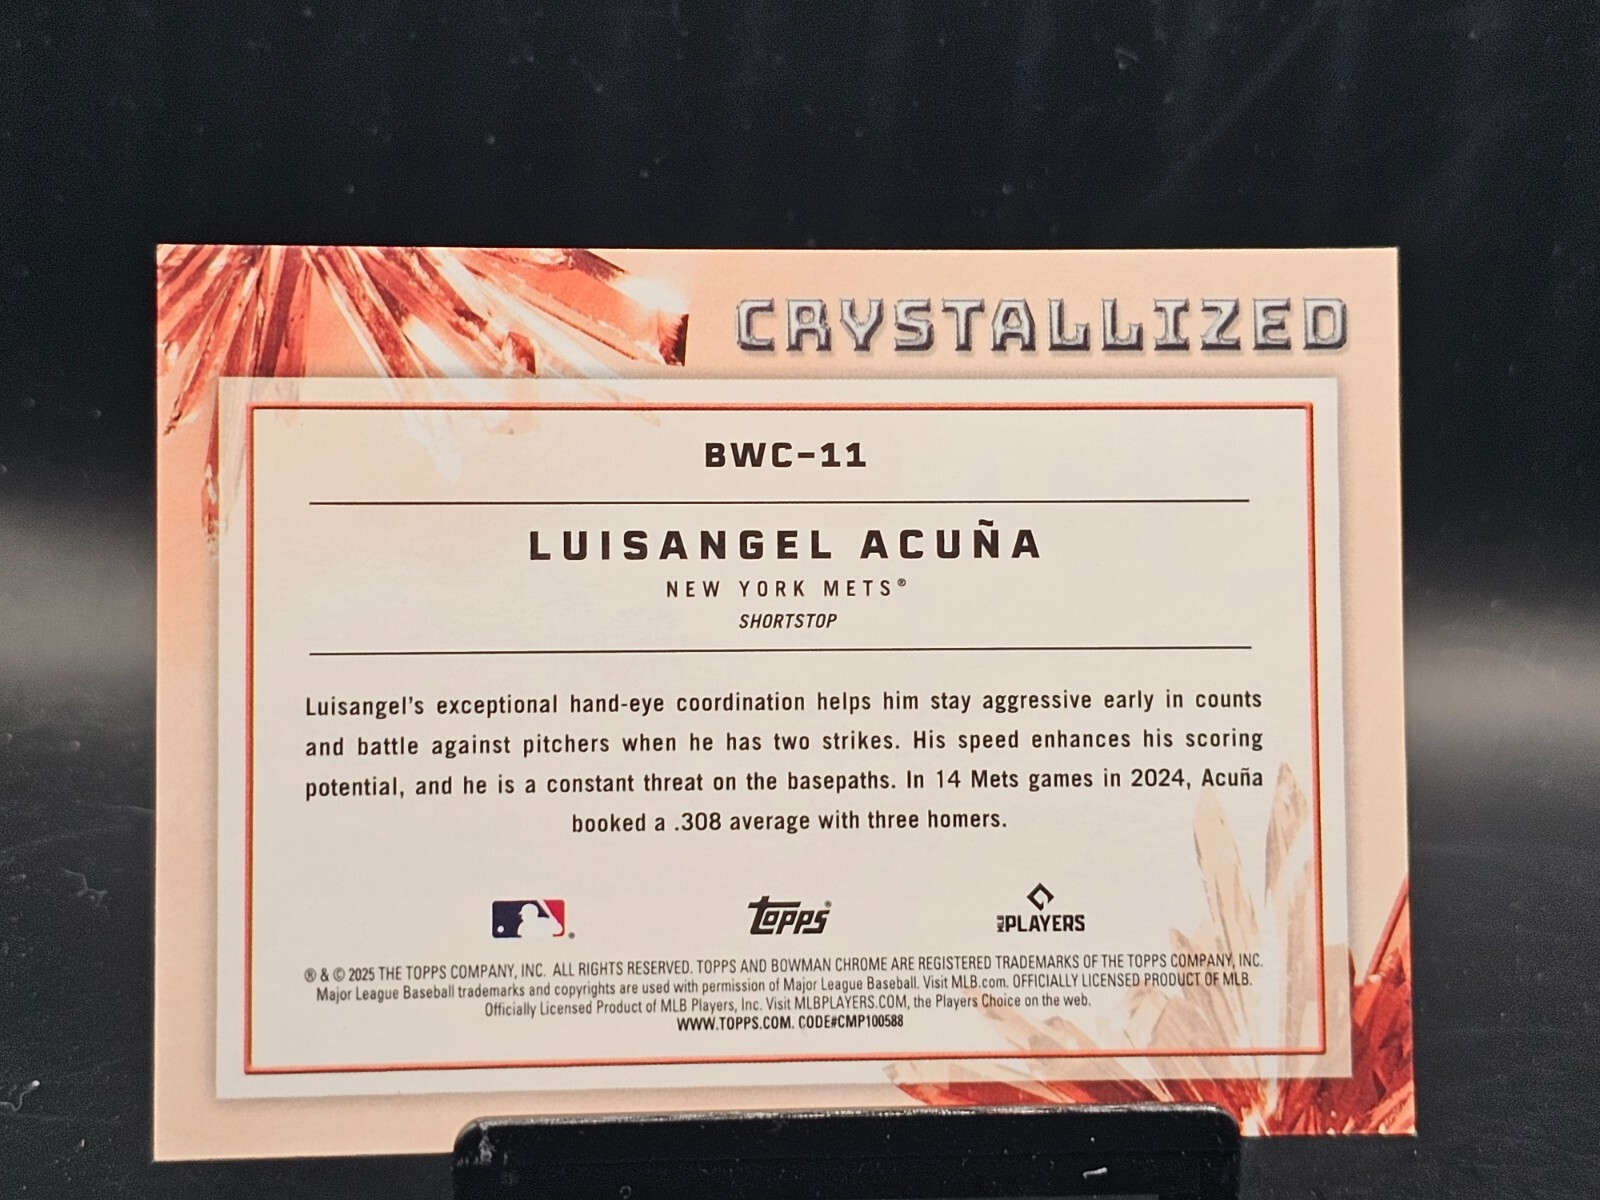 CRYSTALLIZED
BWC-11
LUISANGEL ACUÑA
NEW YORK METS®
SHORTSTOP
Luisangel's exceptional hand-eye coordination helps him stay aggressive early in counts
and battle against pitchers when he has two strikes. His speed enhances his scoring
potential, and he is a constant threat on the basepaths. In 14 Mets games in 2024, Acuña
booked a .308 average with three homers.
Topps® MLB PLAYERS
® & © 2025 THE TOPPS COMPANY, INC. ALL RIGHTS RESERVED. TOPPS AND BOWMAN CHROME ARE REGISTERED TRADEMARKS OF THE TOPPS COMPANY, INC.
Major League Baseball trademarks and copyrights are used with permission of Major League Baseball. Visit MLB.com. OFFICIALLY LICENSED PRODUCT OF MLB.
Officially Licensed Product of MLB Players, Inc. Visit MLBPLAYERS.COM, the Players Choice on the web.
WWW.TOPPS.COM. CODE#CMP100588